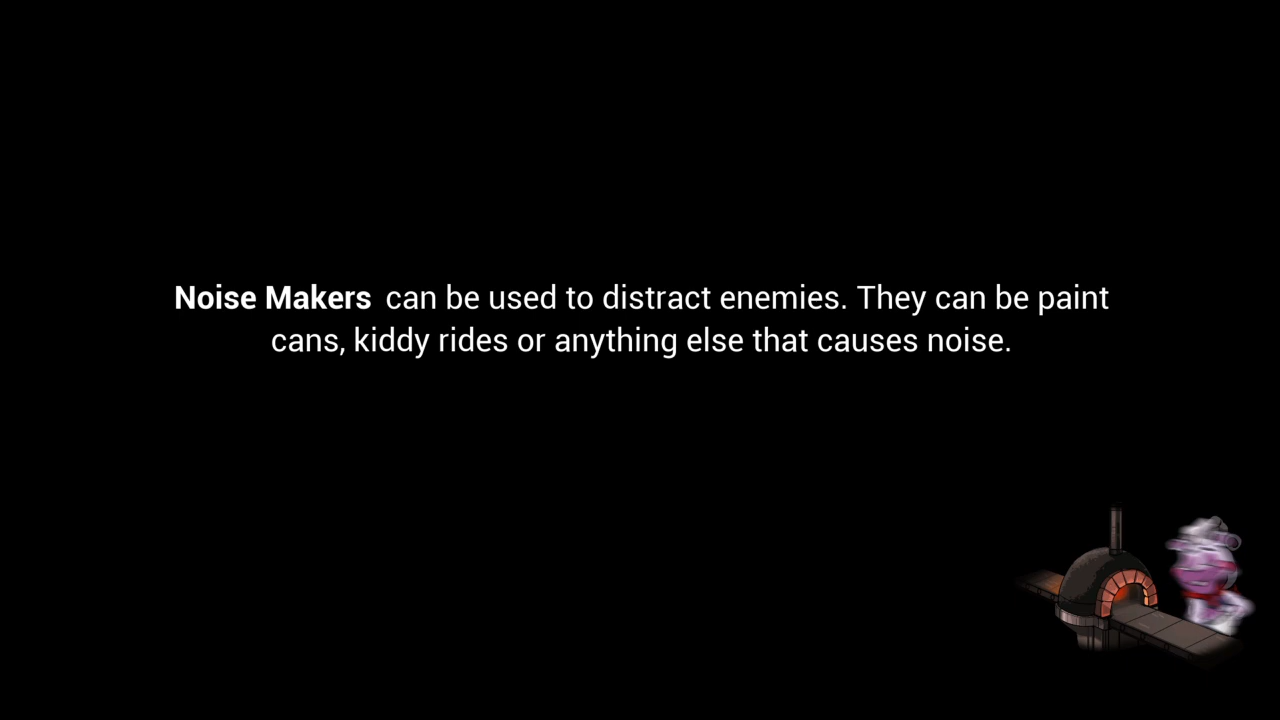 Noise Makers can be used to distract enemies. They can be paint
cans, kiddy rides or anything else that causes noise.